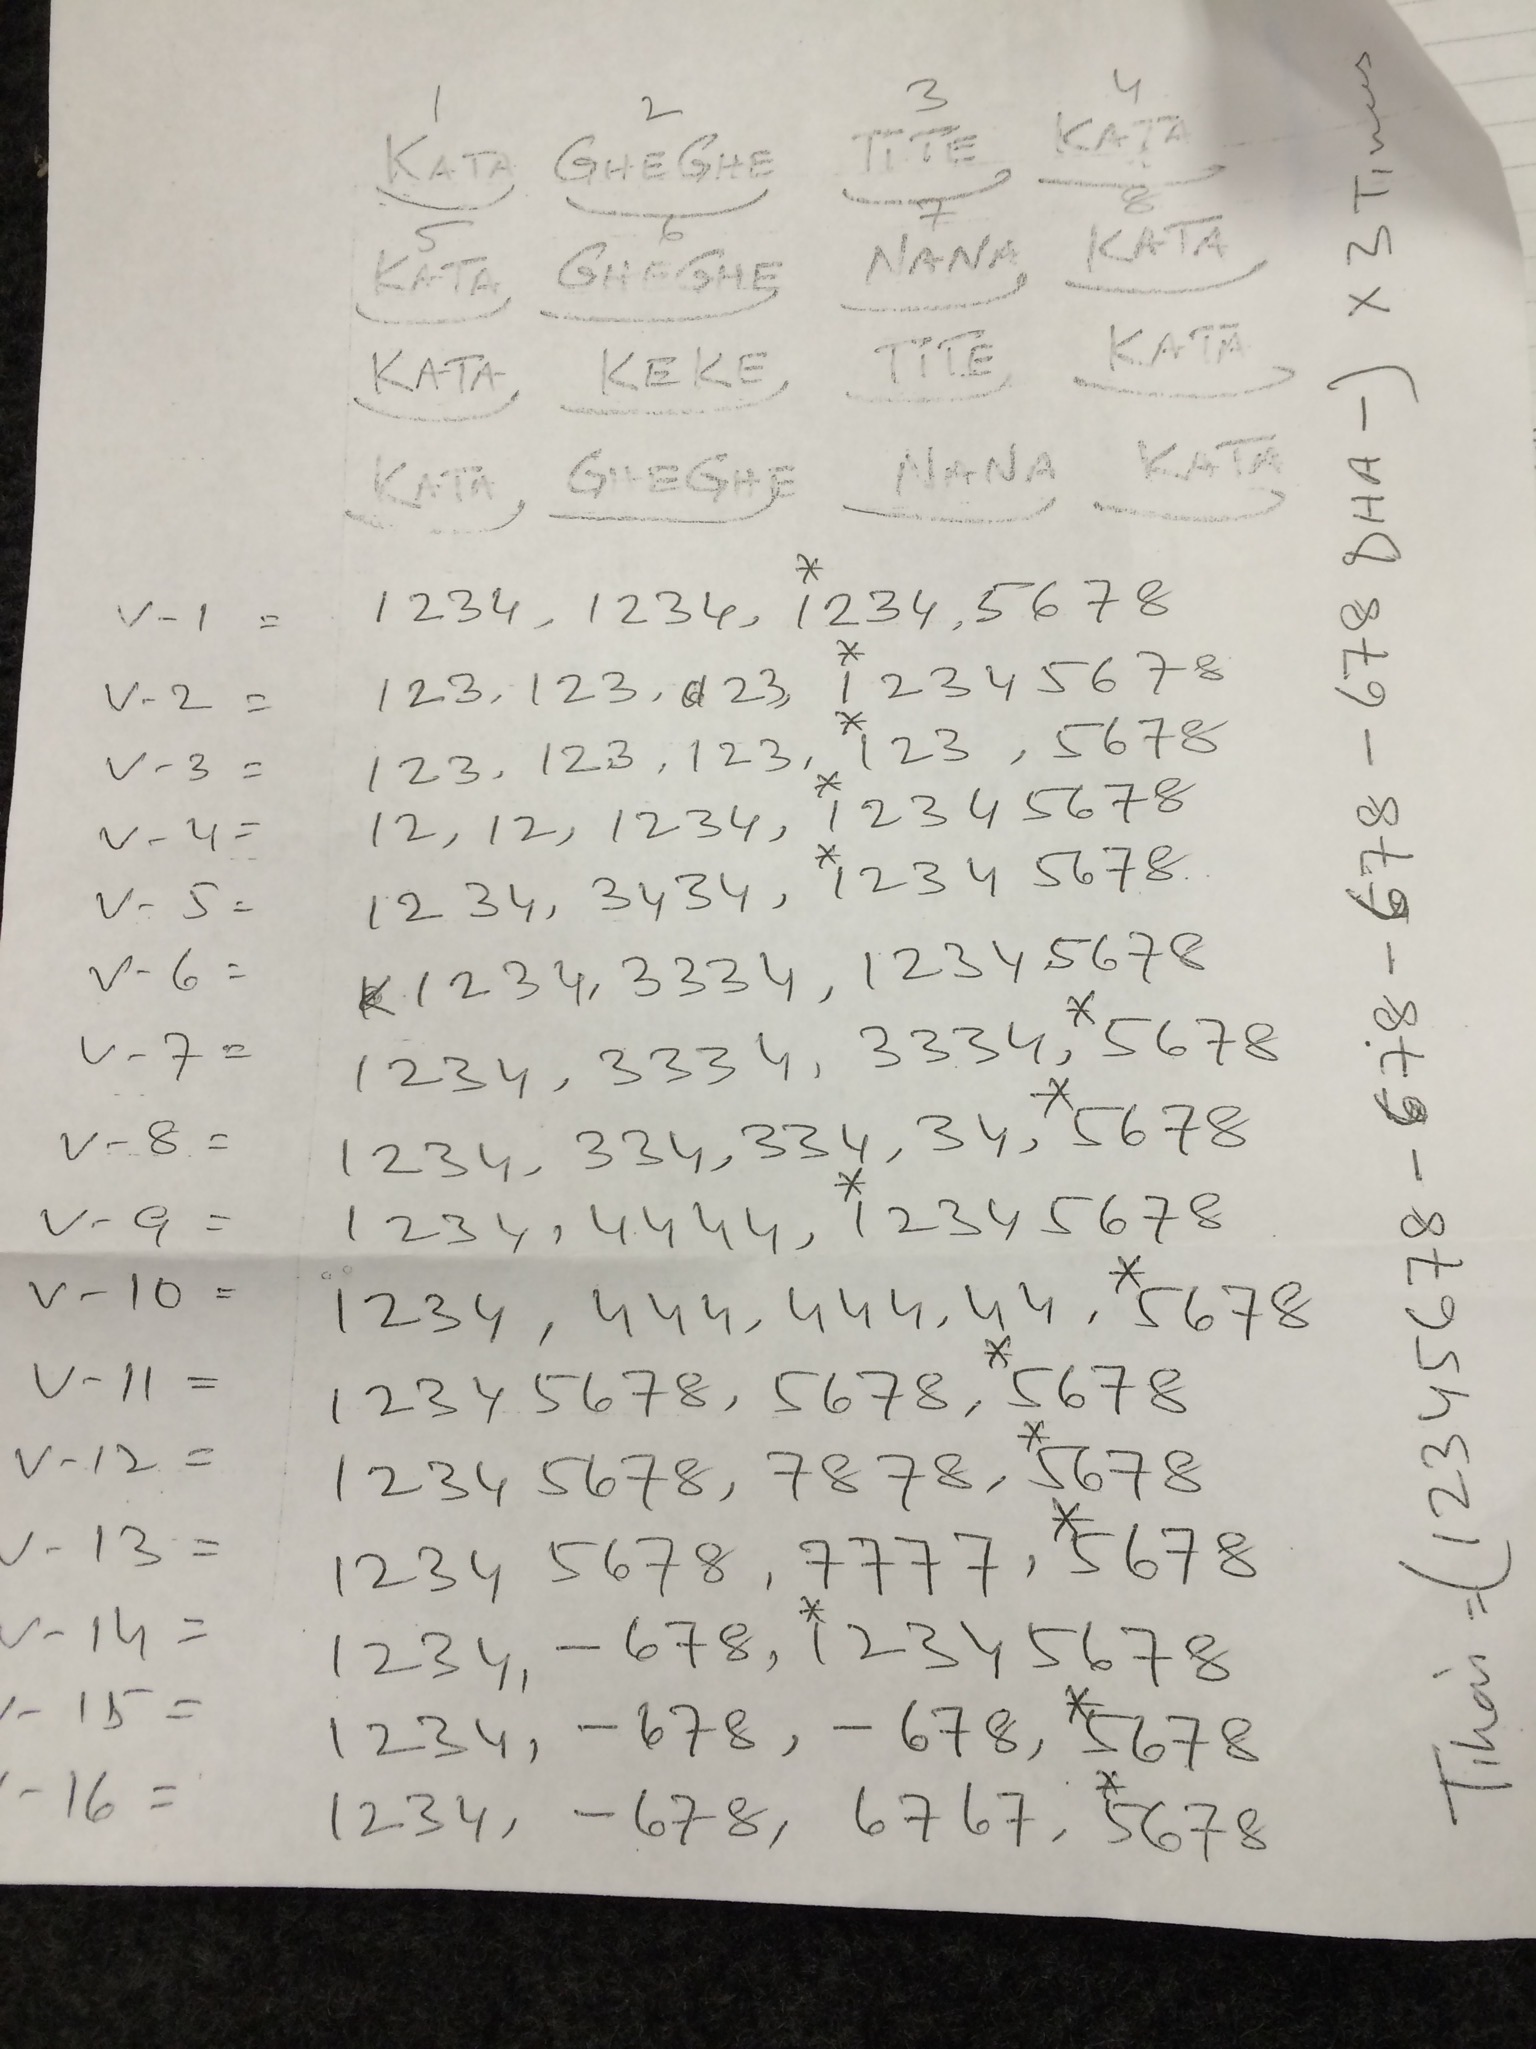 1 2 3 4
KATA GHEGHE TITE KATA
5 6 7 8
KATA GHEGHE NANA KATA
KATA KEKE TITE KATA
KATA GHEGHE NANA KATA
V-1 = 1234, 1234, *1234, 5678
V-2 = 123, 123, 123, *12345678
V-3 = 123, 123, 123, *123, 5678
V-4 = 12, 12, 1234, *12345678
V-5 = 1234, 3434, *12345678
V-6 = 1234, 3334, 12345678
V-7 = 1234, 3334, 3334, *5678
V-8 = 1234, 334, 334, 34, *5678
V-9 = 1234, 4444, *12345678
V-10 = 1234, 444, 444, 44, *5678
V-11 = 12345678, 5678, *5678
V-12 = 12345678, 7878, *5678
V-13 = 12345678, 7777, *5678
V-14 = 1234, -678, *12345678
V-15 = 1234, -678, -678, *5678
-16 = 1234, -678, 6767, *5678
Tihai = (12345678-678-678-678DHA-) x 3 Times